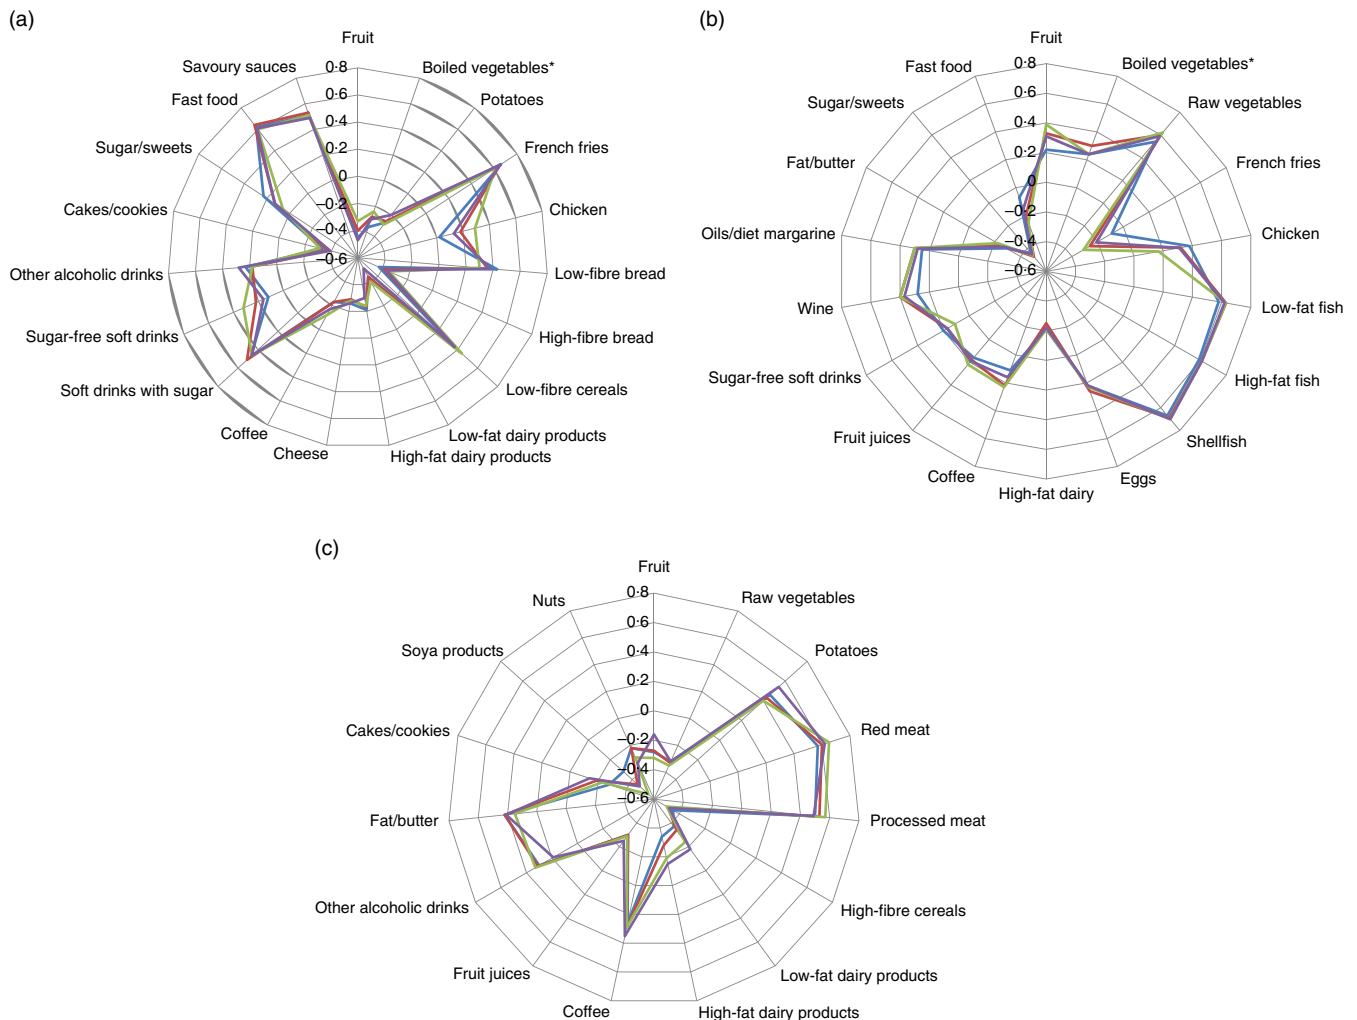 (a)
Fruit
Savoury sauces
Boiled vegetables*
Fast food
Potatoes
Sugar/sweets
French fries
Cakes/cookies
Chicken
Other alcoholic drinks
Low-fibre bread
Sugar-free soft drinks
High-fibre bread
Soft drinks with sugar
Low-fibre cereals
Coffee
Low-fat dairy products
Cheese
High-fat dairy products
0·8
0·6
0·4
0·2
0
–0·2
–0·4
–0·6
(b)
Fruit
Fast food
Boiled vegetables*
Sugar/sweets
Raw vegetables
Fat/butter
French fries
Oils/diet margarine
Chicken
Wine
Low-fat fish
Sugar-free soft drinks
High-fat fish
Fruit juices
Shellfish
Coffee
Eggs
High-fat dairy
0·8
0·6
0·4
0·2
0
–0·2
–0·4
–0·6
(c)
Fruit
Nuts
Raw vegetables
Soya products
Potatoes
Cakes/cookies
Red meat
Fat/butter
Processed meat
Other alcoholic drinks
High-fibre cereals
Fruit juices
Low-fat dairy products
Coffee
High-fat dairy products
0·8
0·6
0·4
0·2
0
–0·2
–0·4
–0·6